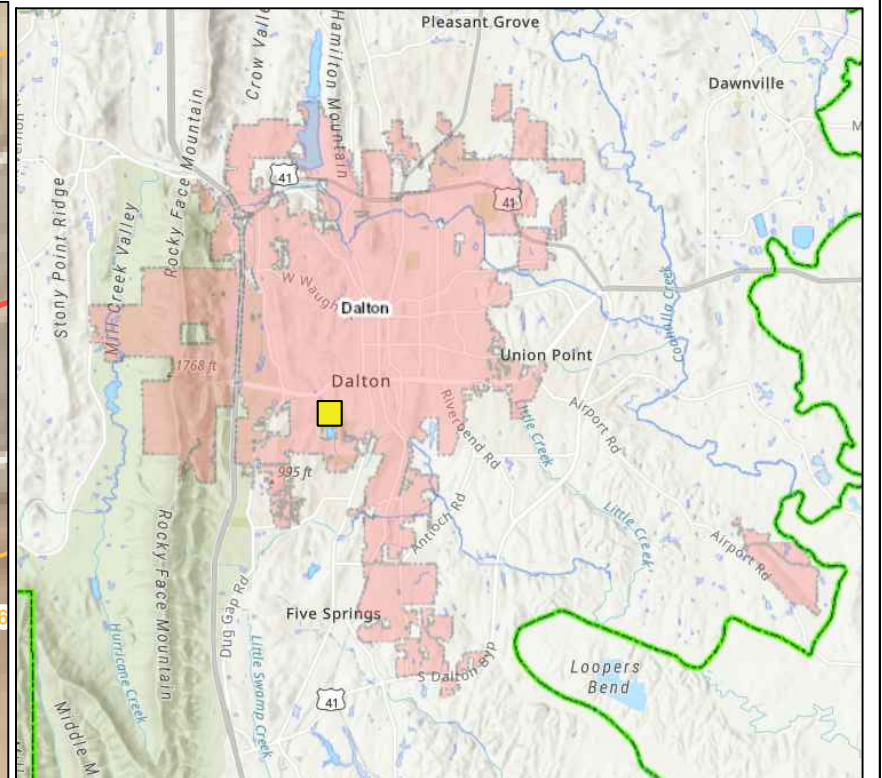 Pleasant Grove
Crow Valle
Hamilton Mountain
Dawnville
Rocky Face Mountain
41
41
Stony Point Ridge
Mill Creek Valley
W Waugh
Dalton
Coahulla Creek
Union Point
1768 ft
Dalton
Riverbend Rd
Little Creek
Airport Rd
995 ft
Antioch Rd
Little Creek
Airport Rd
Rocky Face Mountain
Dug Gap Rd
Five Springs
Hurricane Creek
Little Swamp Creek
S Dalton Byp
Loopers
Bend
41
Middle M
6